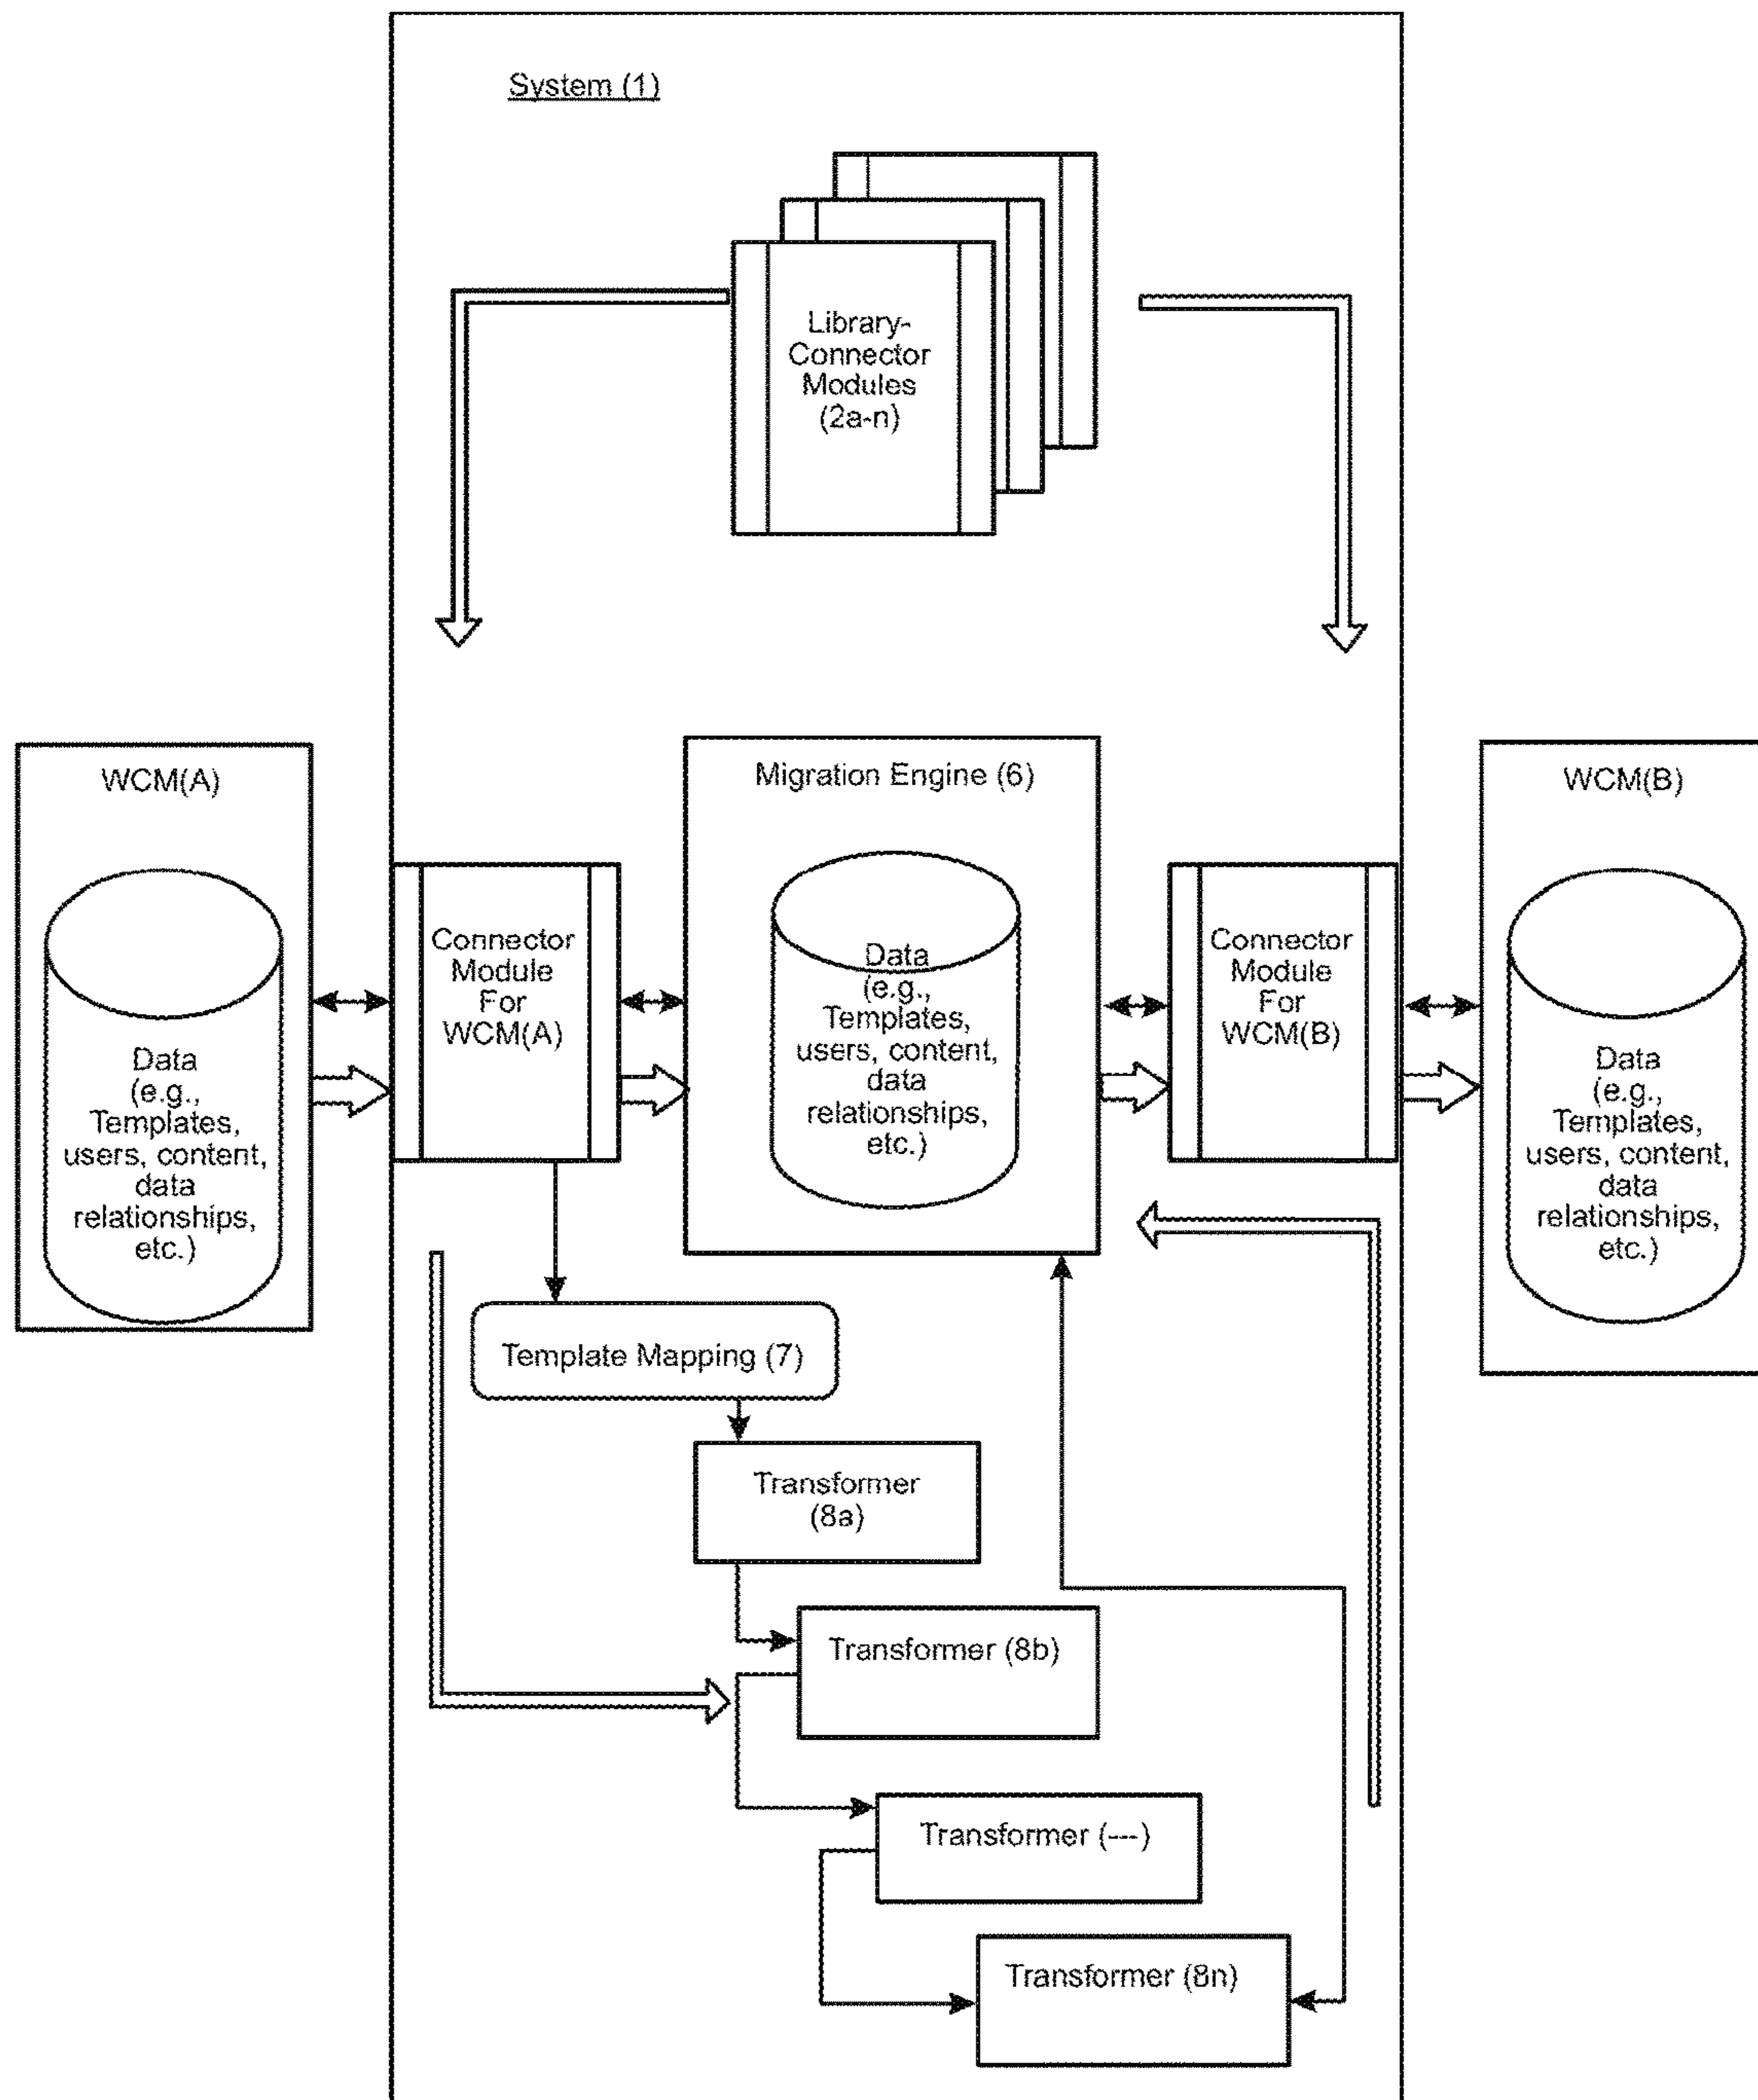 System (1)
Library-
Connector
Modules
(2a-n)
WCM(A)
Data
(e.g.,
Templates,
users, content,
data
relationships,
etc.)
Connector
Module
For
WCM(A)
Migration Engine (6)
Data
(e.g.,
Templates,
users, content,
data
relationships,
etc.)
Connector
Module
For
WCM(B)
WCM(B)
Data
(e.g.,
Templates,
users, content,
data
relationships,
etc.)
Template Mapping (7)
Transformer
(8a)
Transformer (8b)
Transformer (---)
Transformer (8n)